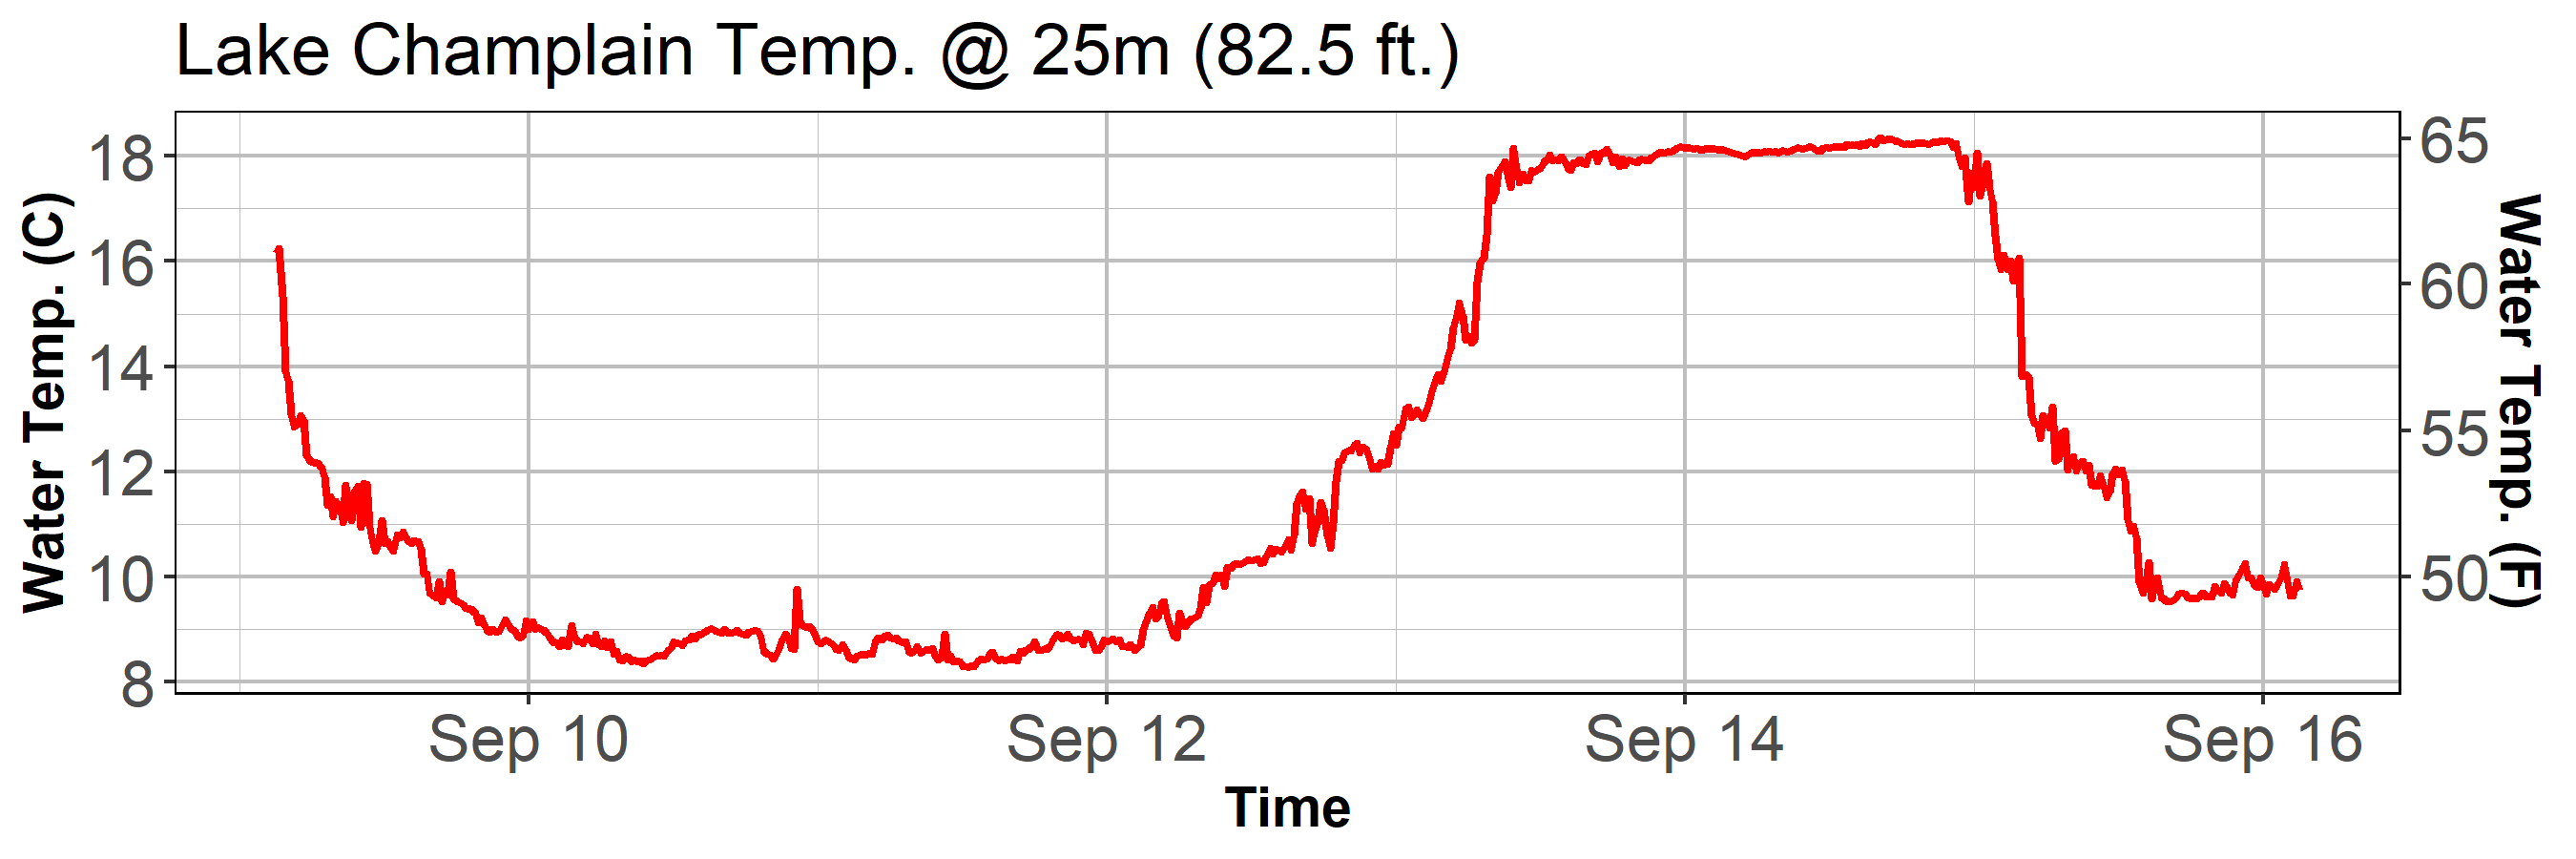 Lake Champlain Temp. @ 25m (82.5 ft.)
Water Temp. (C)
18
16
14
12
10
8
65
60
55
50
Water Temp. (F)
Sep 10 Sep 12 Sep 14 Sep 16
Time